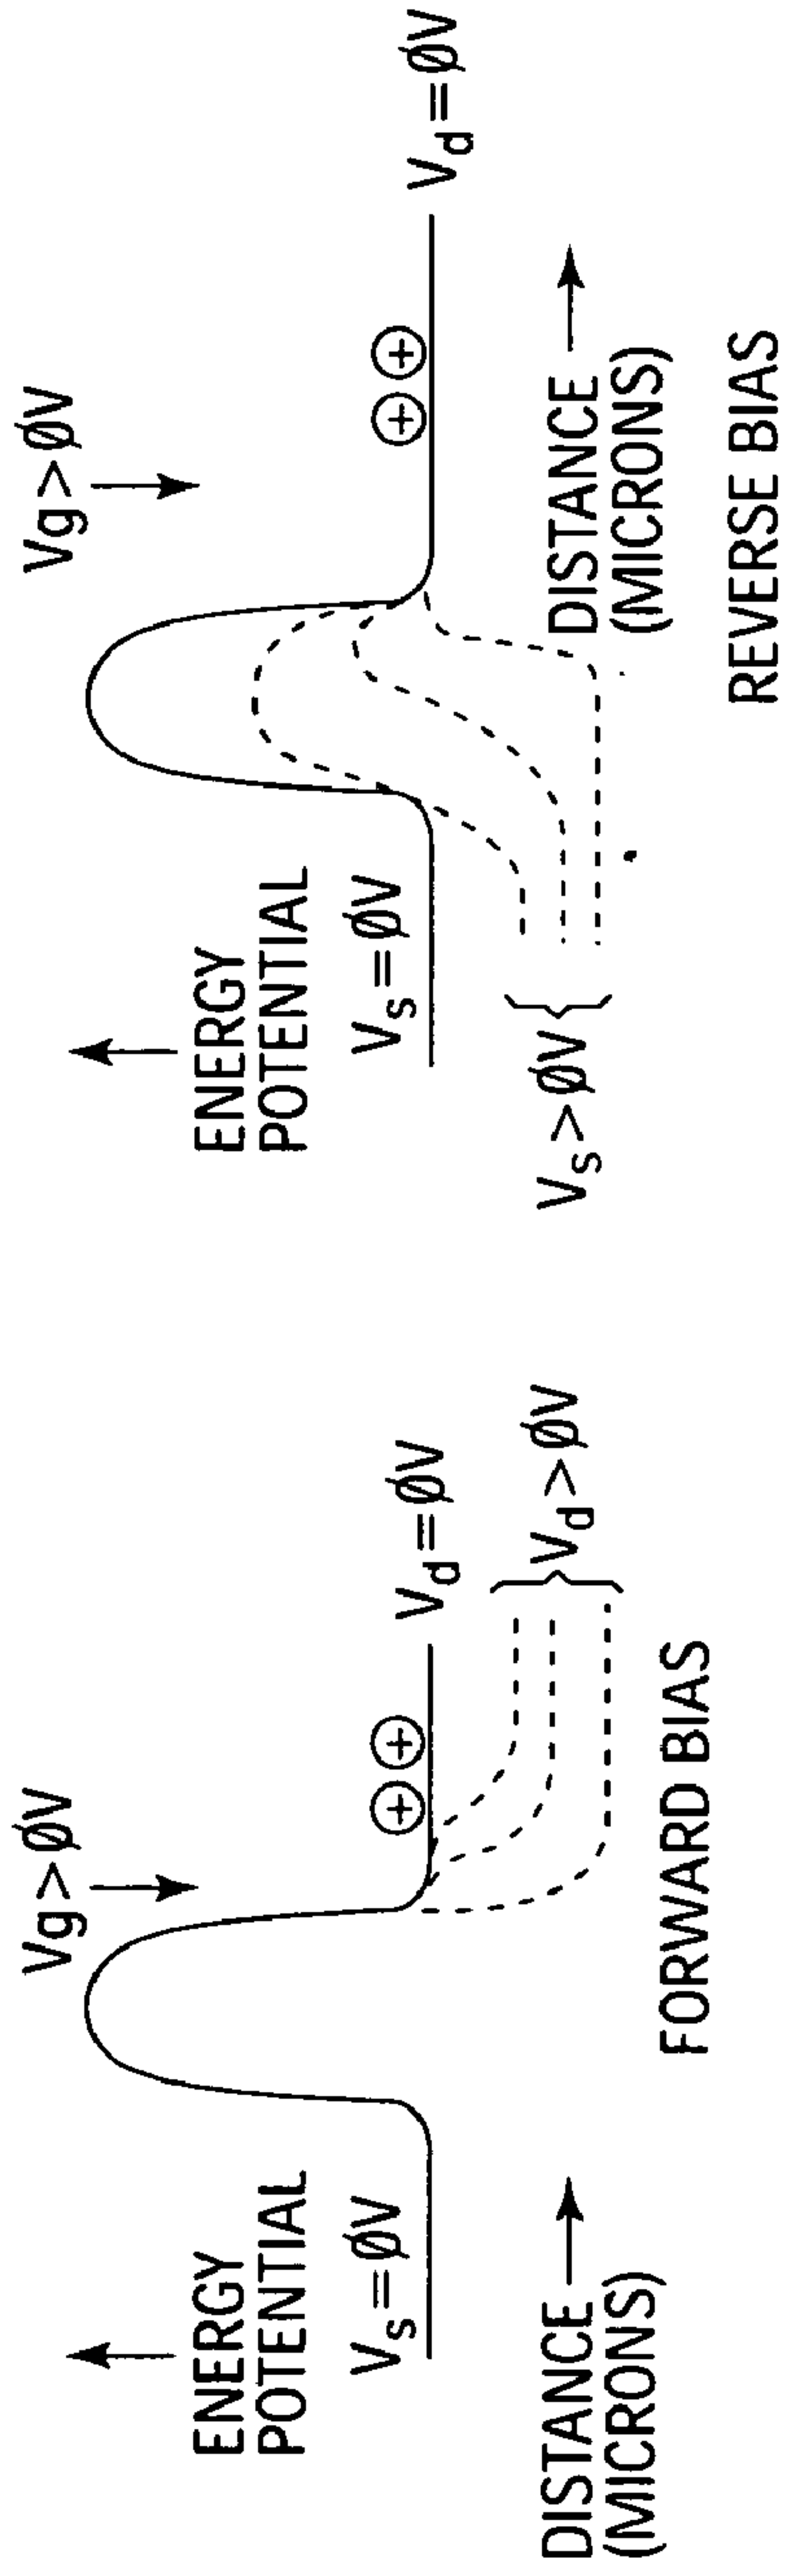 ENERGY
POTENTIAL
Vg>ØV
Vs=ØV
Vd=ØV
Vd>ØV
DISTANCE
(MICRONS)
FORWARD BIAS
ENERGY
POTENTIAL
Vg>ØV
Vs=ØV
Vd=ØV
Vs>ØV
DISTANCE
(MICRONS)
REVERSE BIAS